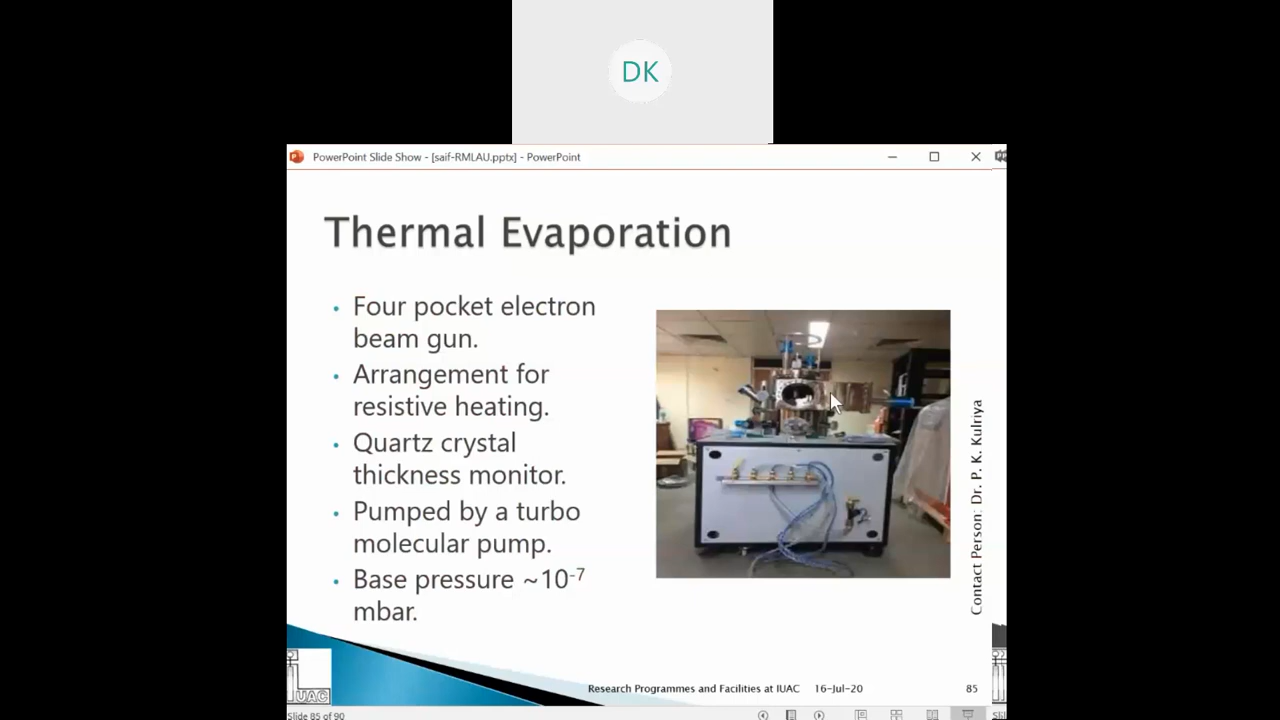 DK
PowerPoint Slide Show - [saif-RMLAU.pptx] - PowerPoint
Thermal Evaporation
• Four pocket electron
beam gun.
• Arrangement for
resistive heating.
• Quartz crystal
thickness monitor.
• Pumped by a turbo
molecular pump.
• Base pressure ~10⁻⁷
mbar.
Contact Person: Dr. P. K. Kulriya
IUAC
Research Programmes and Facilities at IUAC 16-Jul-20 85
Slide 85 of 90